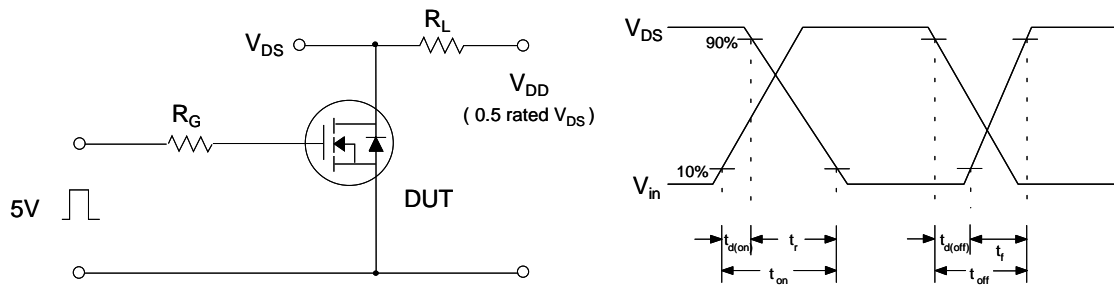 R_L
V_DS
V_DD
( 0.5 rated V_DS )
R_G
5V
DUT
V_DS
90%
10%
V_in
t_d(on)
t_r
t_on
t_d(off)
t_f
t_off